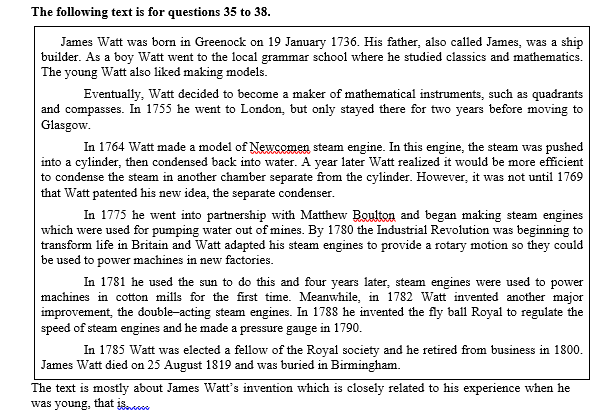 The following text is for questions 35 to 38.
James Watt was born in Greenock on 19 January 1736. His father, also called James, was a ship
builder. As a boy Watt went to the local grammar school where he studied classics and mathematics.
The young Watt also liked making models.
Eventually, Watt decided to become a maker of mathematical instruments, such as quadrants
and compasses. In 1755 he went to London, but only stayed there for two years before moving to
Glasgow.
In 1764 Watt made a model of Newcomen steam engine. In this engine, the steam was pushed
into a cylinder, then condensed back into water. A year later Watt realized it would be more efficient
to condense the steam in another chamber separate from the cylinder. However, it was not until 1769
that Watt patented his new idea, the separate condenser.
In 1775 he went into partnership with Matthew Boulton and began making steam engines
which were used for pumping water out of mines. By 1780 the Industrial Revolution was beginning to
transform life in Britain and Watt adapted his steam engines to provide a rotary motion so they could
be used to power machines in new factories.
In 1781 he used the sun to do this and four years later, steam engines were used to power
machines in cotton mills for the first time. Meanwhile, in 1782 Watt invented another major
improvement, the double–acting steam engines. In 1788 he invented the fly ball Royal to regulate the
speed of steam engines and he made a pressure gauge in 1790.
In 1785 Watt was elected a fellow of the Royal society and he retired from business in 1800.
James Watt died on 25 August 1819 and was buried in Birmingham.
The text is mostly about James Watt's invention which is closely related to his experience when he
was young, that is......